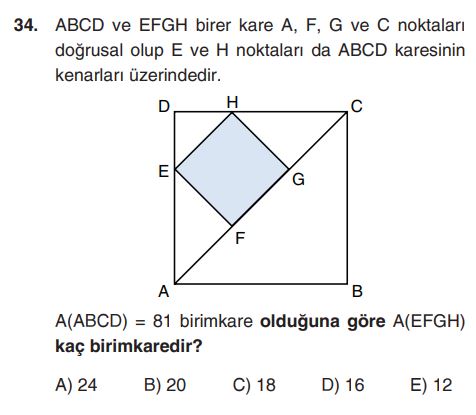 34. ABCD ve EFGH birer kare A, F, G ve C noktaları
doğrusal olup E ve H noktaları da ABCD karesinin
kenarları üzerindedir.
D H C
E G
F
A B
A(ABCD) = 81 birimkare olduğuna göre A(EFGH)
kaç birimkaredir?
A) 24 B) 20 C) 18 D) 16 E) 12